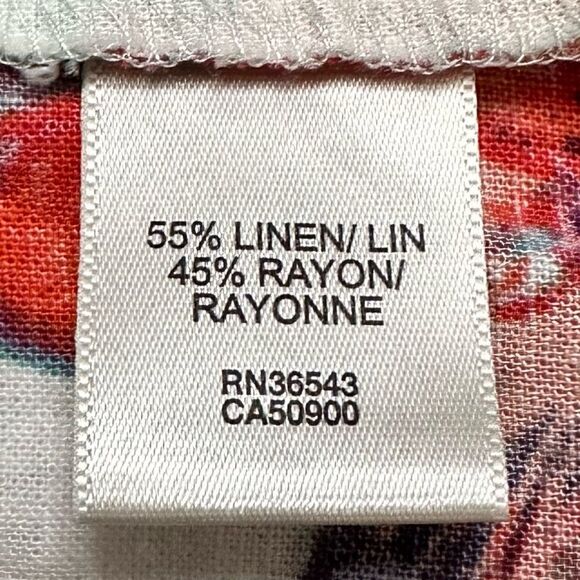 55% LINEN/ LIN
45% RAYON/
RAYONNE
RN36543
CA50900